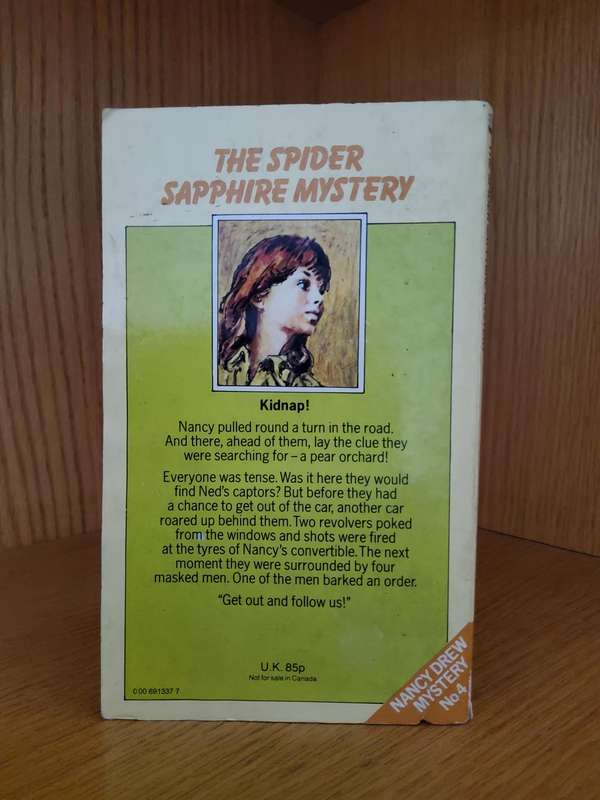 THE SPIDER
SAPPHIRE MYSTERY
Kidnap!
Nancy pulled round a turn in the road.
And there, ahead of them, lay the clue they
were searching for – a pear orchard!
Everyone was tense. Was it here they would
find Ned's captors? But before they had
a chance to get out of the car, another car
roared up behind them. Two revolvers poked
from the windows and shots were fired
at the tyres of Nancy's convertible. The next
moment they were surrounded by four
masked men. One of the men barked an order.
"Get out and follow us!"
U.K. 85p
Not for sale in Canada
0 00 691337 7
NANCY DREW
MYSTERY
No 4